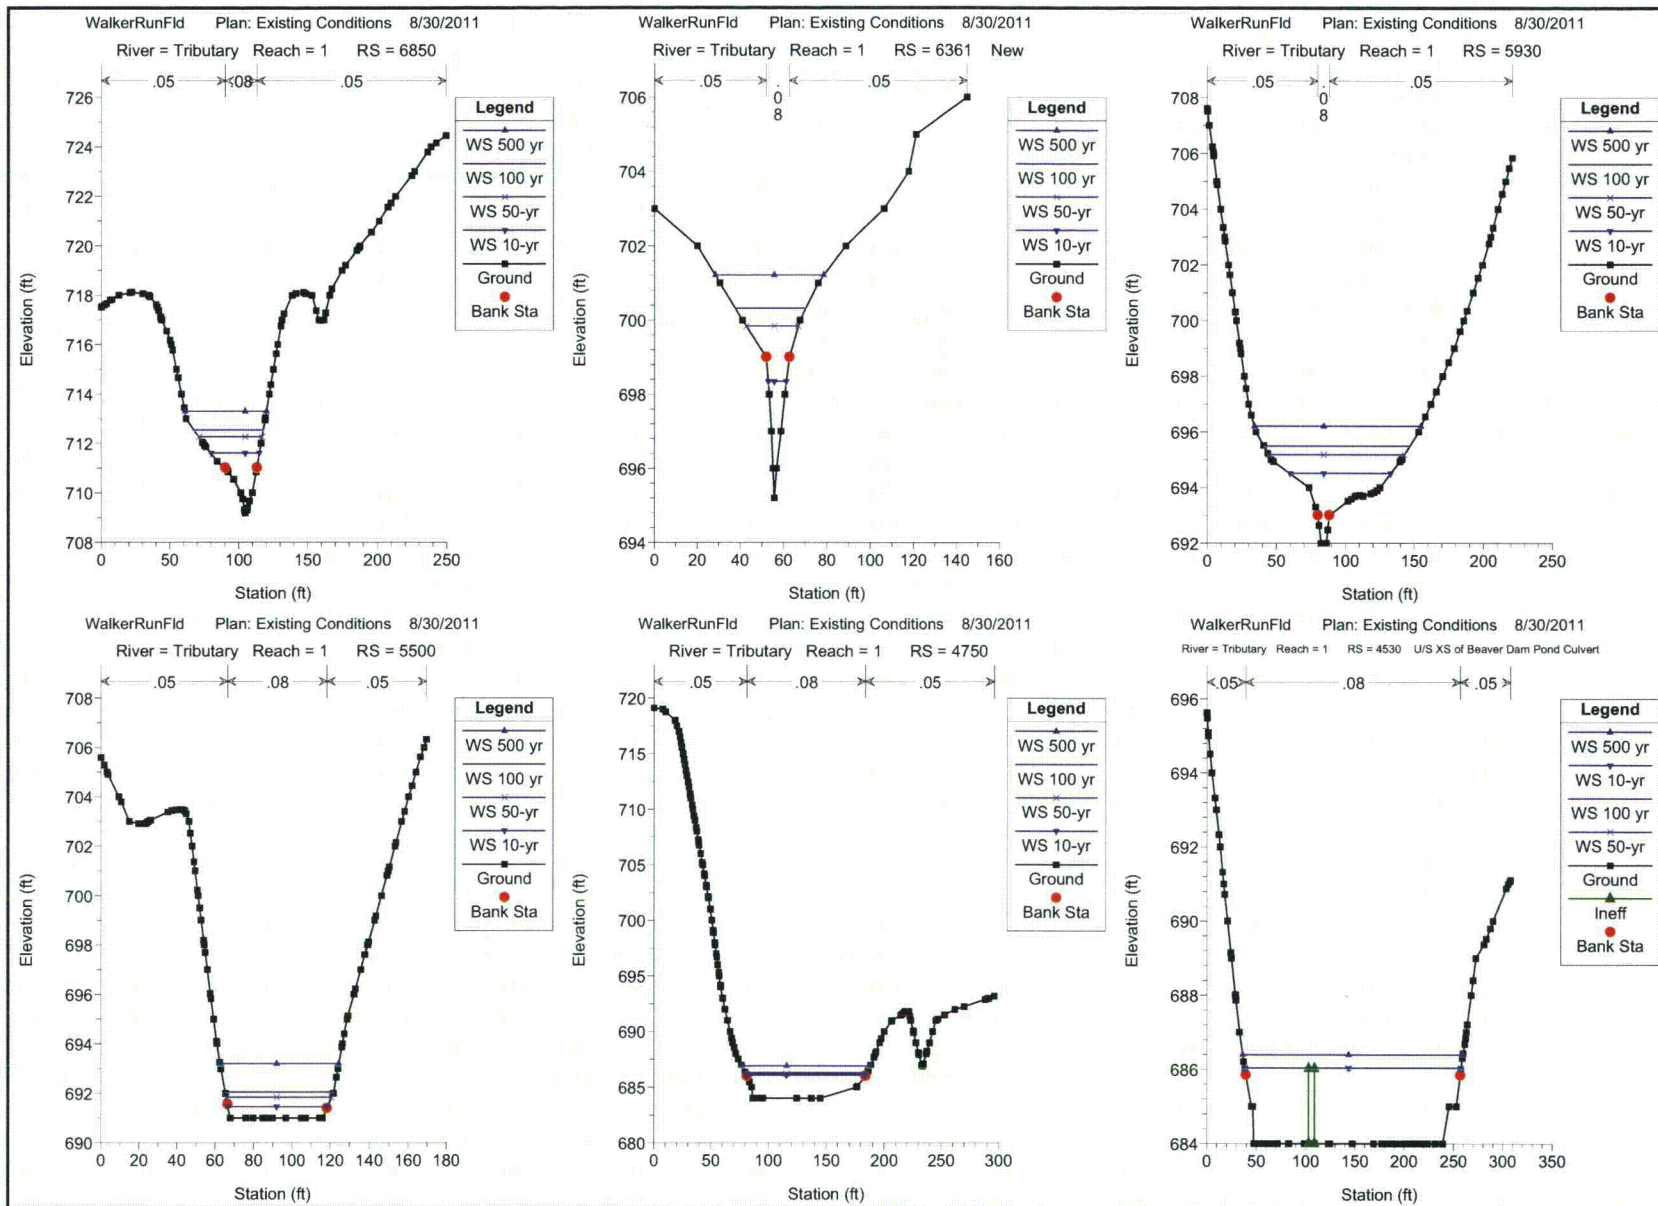 WalkerRunFld Plan: Existing Conditions 8/30/2011
River = Tributary Reach = 1 RS = 6850
.05 .08 .05
726
724
722
720
718
716
714
712
710
708
0 50 100 150 200 250
Elevation (ft)
Station (ft)
Legend
WS 500 yr
WS 100 yr
WS 50-yr
WS 10-yr
Ground
Bank Sta
WalkerRunFld Plan: Existing Conditions 8/30/2011
River = Tributary Reach = 1 RS = 6361 New
.05 .08 .05
706
704
702
700
698
696
694
0 20 40 60 80 100 120 140 160
Elevation (ft)
Station (ft)
Legend
WS 500 yr
WS 100 yr
WS 50-yr
WS 10-yr
Ground
Bank Sta
WalkerRunFld Plan: Existing Conditions 8/30/2011
River = Tributary Reach = 1 RS = 5930
.05 .08 .05
708
706
704
702
700
698
696
694
692
0 50 100 150 200 250
Elevation (ft)
Station (ft)
Legend
WS 500 yr
WS 100 yr
WS 50-yr
WS 10-yr
Ground
Bank Sta
WalkerRunFld Plan: Existing Conditions 8/30/2011
River = Tributary Reach = 1 RS = 5500
.05 .08 .05
708
706
704
702
700
698
696
694
692
690
0 20 40 60 80 100 120 140 160 180
Elevation (ft)
Station (ft)
Legend
WS 500 yr
WS 100 yr
WS 50-yr
WS 10-yr
Ground
Bank Sta
WalkerRunFld Plan: Existing Conditions 8/30/2011
River = Tributary Reach = 1 RS = 4750
.05 .08 .05
720
715
710
705
700
695
690
685
680
0 50 100 150 200 250 300
Elevation (ft)
Station (ft)
Legend
WS 500 yr
WS 100 yr
WS 50-yr
WS 10-yr
Ground
Bank Sta
WalkerRunFld Plan: Existing Conditions 8/30/2011
River = Tributary Reach = 1 RS = 4530 U/S XS of Beaver Dam Pond Culvert
.05 .08 .05
696
694
692
690
688
686
684
0 50 100 150 200 250 300 350
Elevation (ft)
Station (ft)
Legend
WS 500 yr
WS 10-yr
WS 100 yr
WS 50-yr
Ground
Ineff
Bank Sta